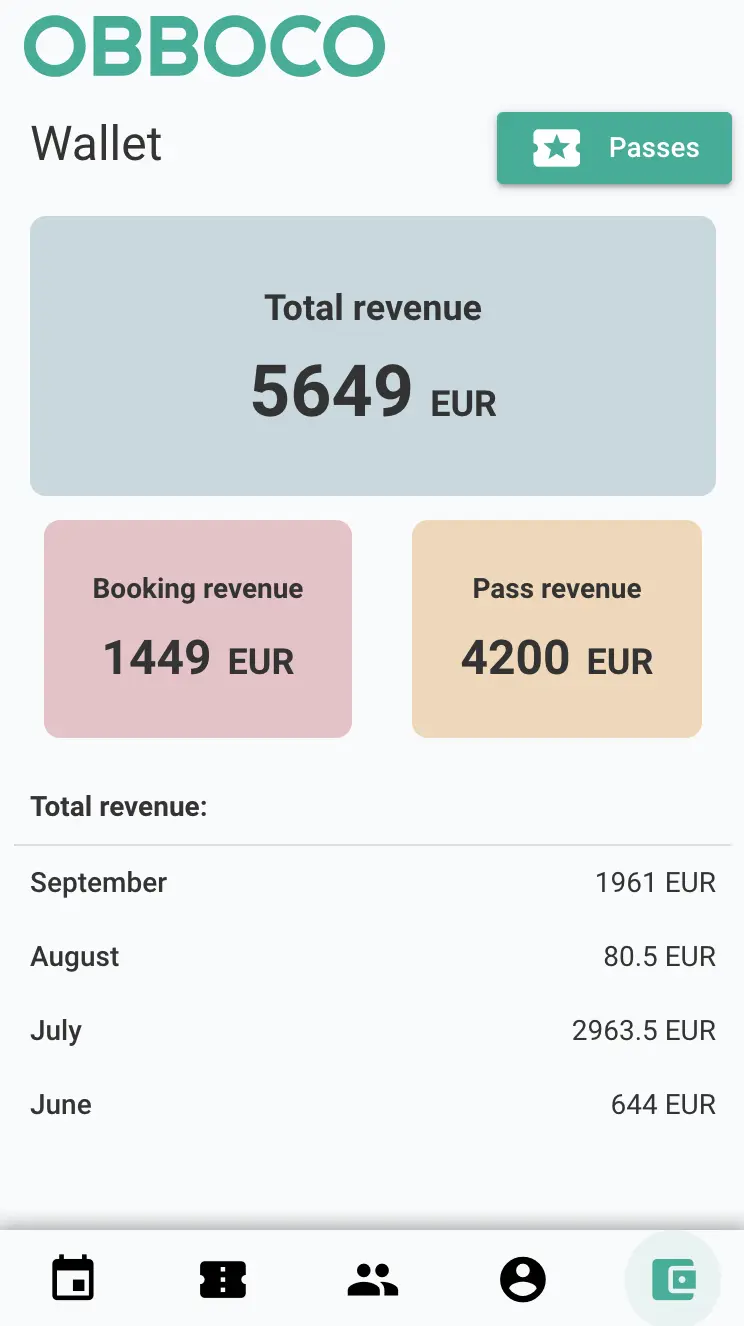 OBBOCO
Wallet
Passes
Total revenue
5649 EUR
Booking revenue
1449 EUR
Pass revenue
4200 EUR
Total revenue:
September 1961 EUR
August 80.5 EUR
July 2963.5 EUR
June 644 EUR